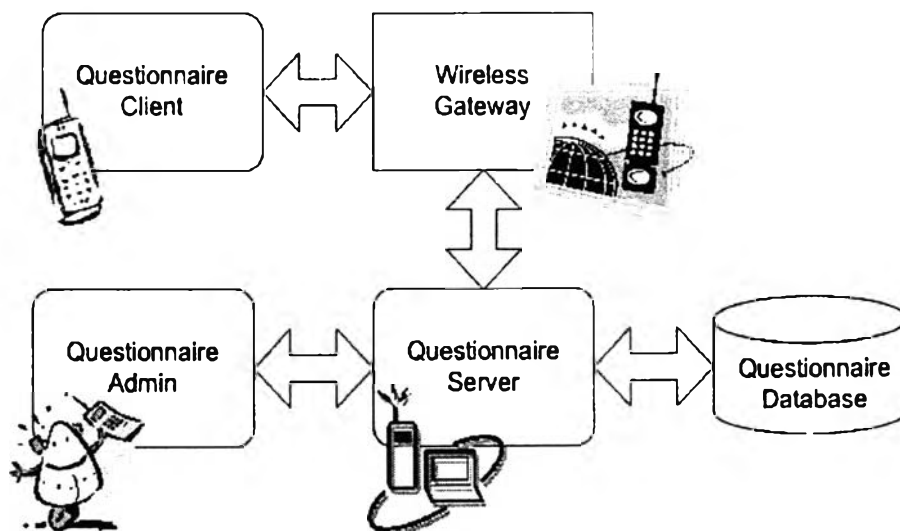 Questionnaire
Client
Wireless
Gateway
Questionnaire
Admin
Questionnaire
Server
Questionnaire
Database